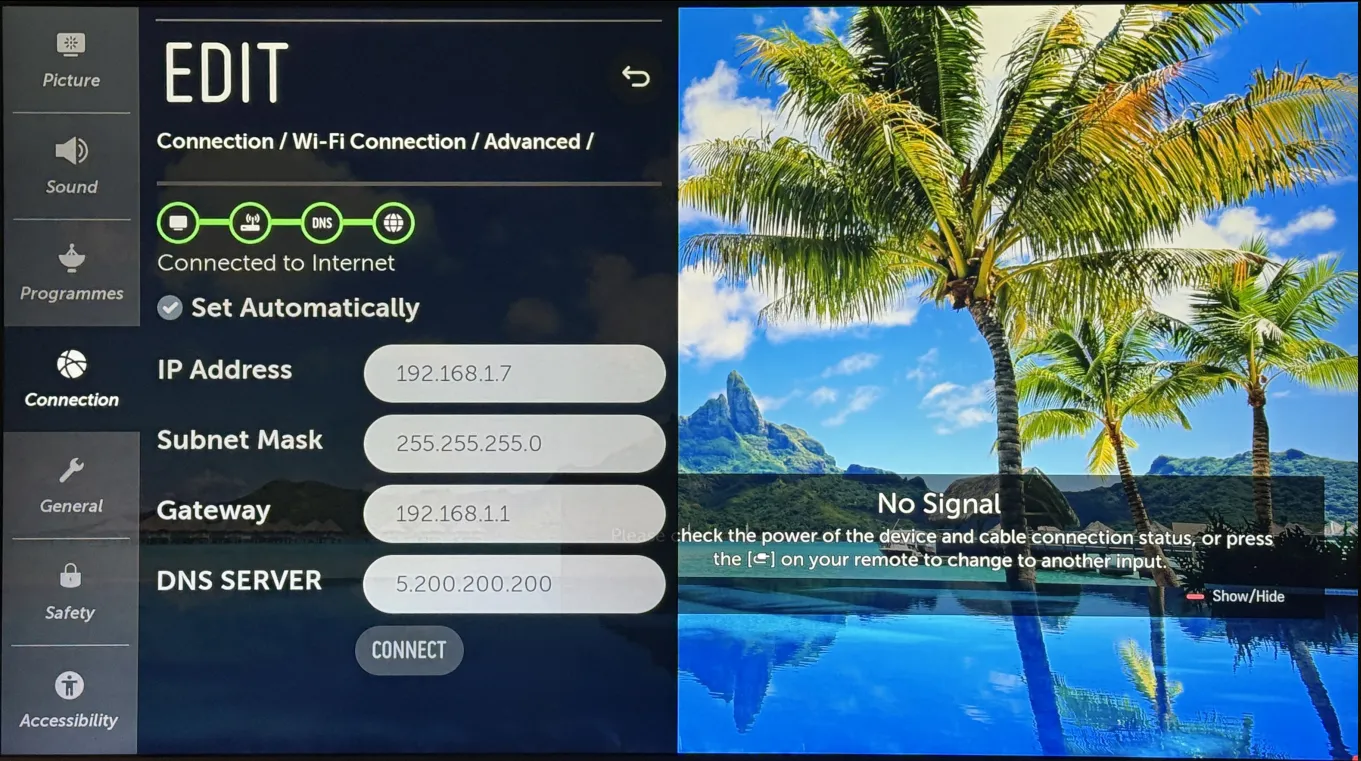 Picture
Sound
Programmes
Connection
General
Safety
Accessibility
EDIT
Connection / Wi-Fi Connection / Advanced /
DNS
Connected to Internet
Set Automatically
IP Address 192.168.1.7
Subnet Mask 255.255.255.0
Gateway 192.168.1.1
DNS SERVER 5.200.200.200
CONNECT
No Signal
Please check the power of the device and cable connection status, or press
the [ ] on your remote to change to another input.
Show/Hide